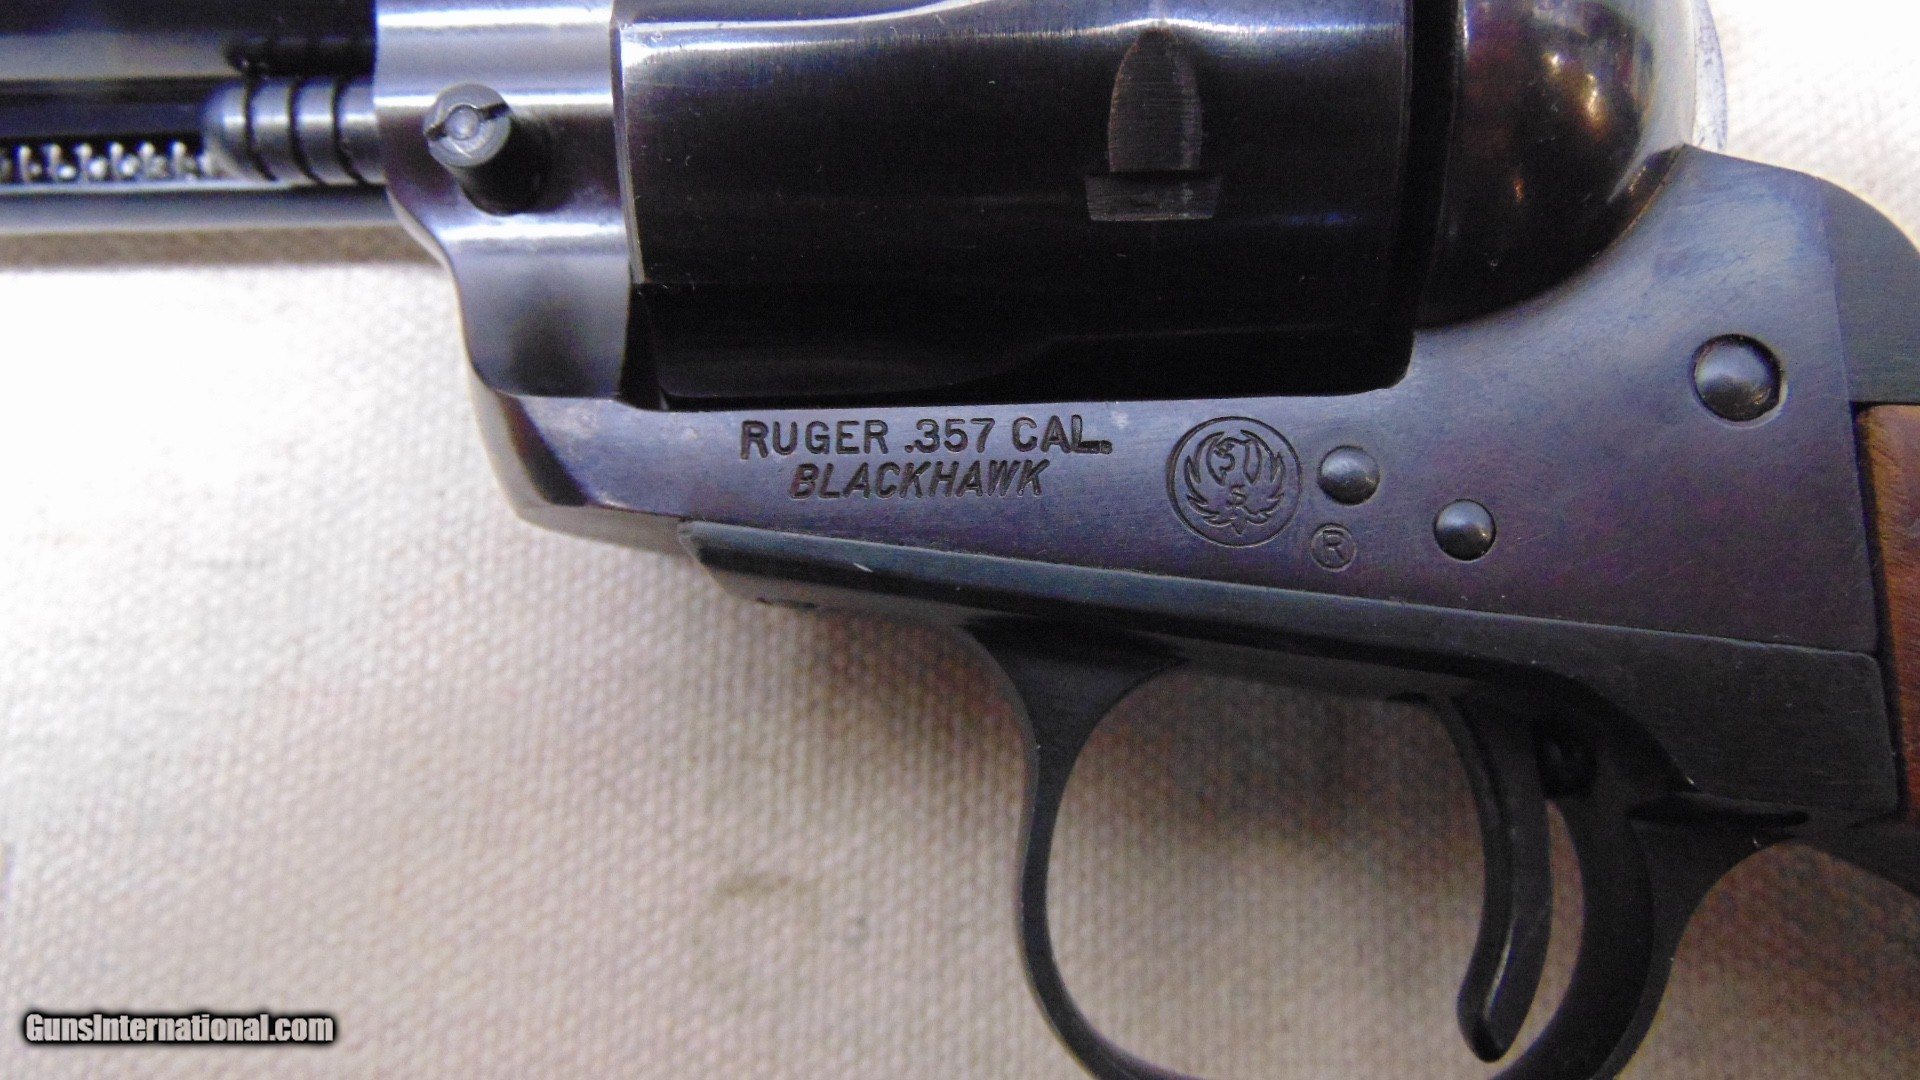 RUGER .357 CAL.
BLACKHAWK
®
GunsInternational.com